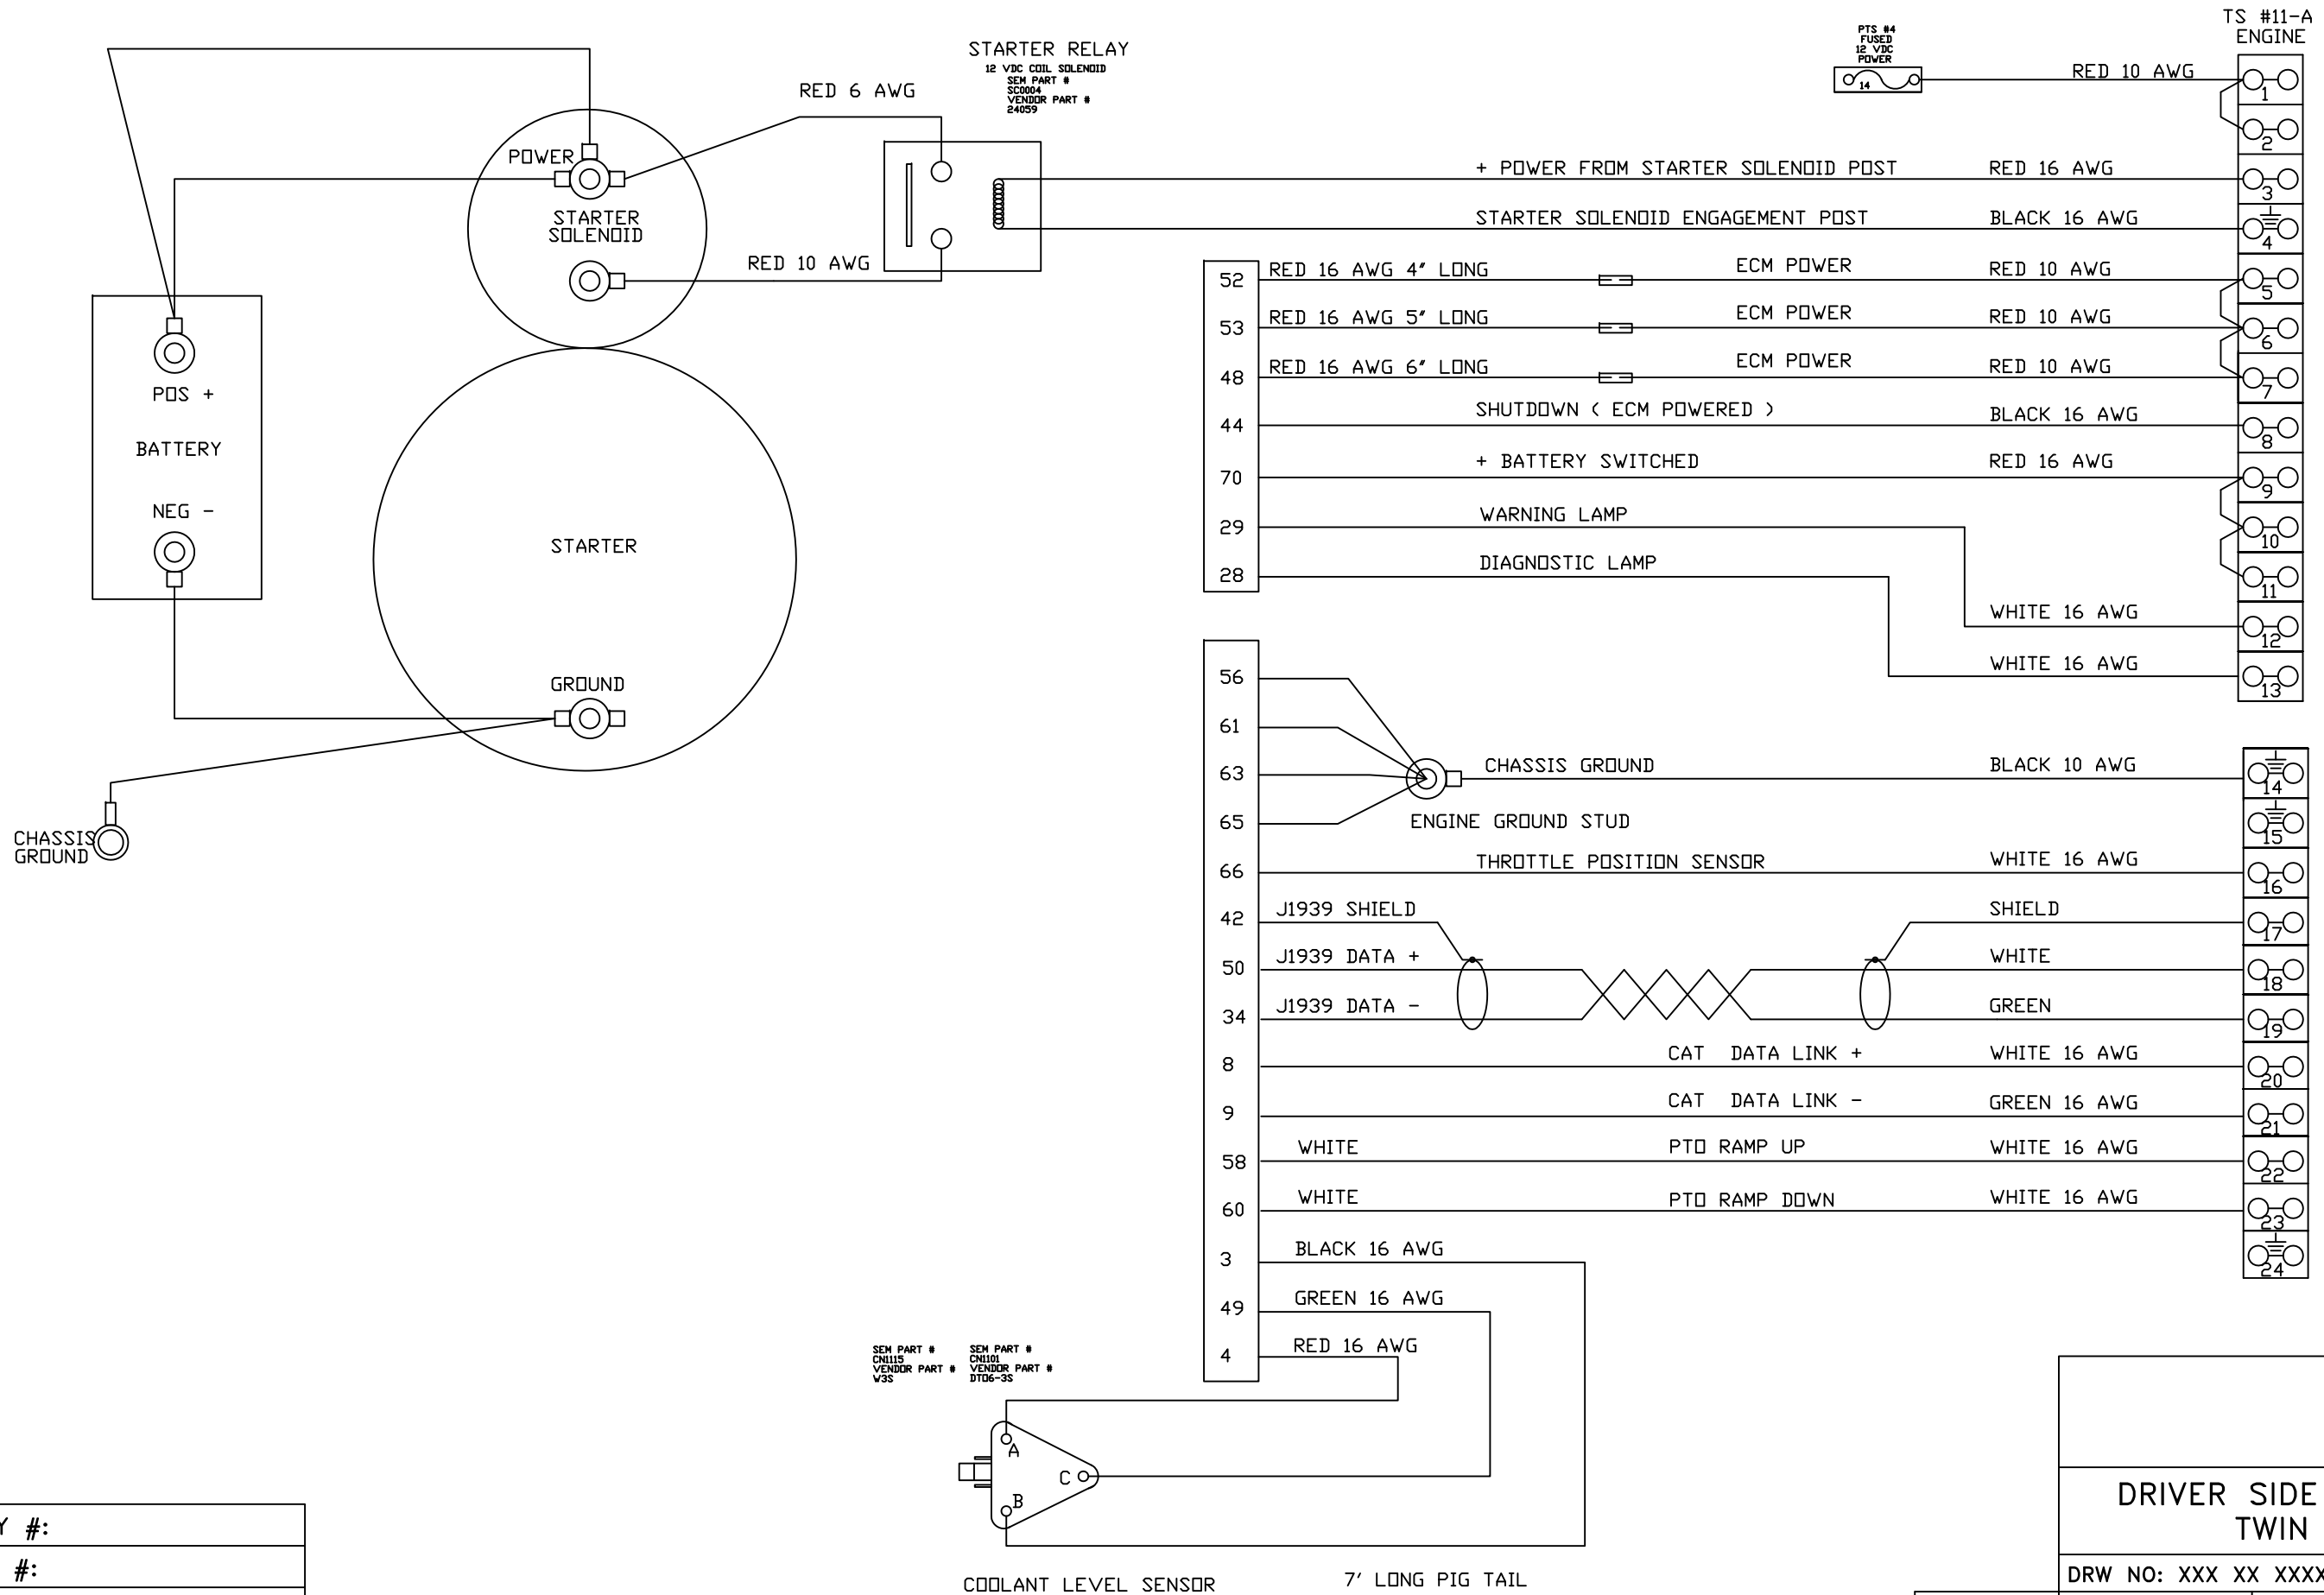 TS #11-A
ENGINE
PTS #4
FUSED
12 VDC
POWER
14
RED 10 AWG
STARTER RELAY
12 VDC COIL SOLENOID
SEM PART #
SC0004
VENDOR PART #
24059
RED 6 AWG
POWER
STARTER
SOLENOID
RED 10 AWG
+ POWER FROM STARTER SOLENOID POST RED 16 AWG
STARTER SOLENOID ENGAGEMENT POST BLACK 16 AWG
52 RED 16 AWG 4" LONG ECM POWER RED 10 AWG
53 RED 16 AWG 5" LONG ECM POWER RED 10 AWG
48 RED 16 AWG 6" LONG ECM POWER RED 10 AWG
44 SHUTDOWN ( ECM POWERED ) BLACK 16 AWG
70 + BATTERY SWITCHED RED 16 AWG
29 WARNING LAMP
28 DIAGNOSTIC LAMP
WHITE 16 AWG
WHITE 16 AWG
1
2
3
4
5
6
7
8
9
10
11
12
13
POS +
BATTERY
NEG -
STARTER
GROUND
CHASSIS
GROUND
56
61
63
65
CHASSIS GROUND BLACK 10 AWG
ENGINE GROUND STUD
66 THROTTLE POSITION SENSOR WHITE 16 AWG
42 J1939 SHIELD SHIELD
50 J1939 DATA + WHITE
34 J1939 DATA - GREEN
8 CAT DATA LINK + WHITE 16 AWG
9 CAT DATA LINK - GREEN 16 AWG
58 WHITE PTO RAMP UP WHITE 16 AWG
60 WHITE PTO RAMP DOWN WHITE 16 AWG
3 BLACK 16 AWG
49 GREEN 16 AWG
4 RED 16 AWG
14
15
16
17
18
19
20
21
22
23
24
SEM PART #
CN1115
VENDOR PART #
W3S
SEM PART #
CN1101
VENDOR PART #
DT06-3S
A
B
C
COOLANT LEVEL SENSOR
7' LONG PIG TAIL
Y #:
#:
DRIVER SIDE
TWIN
DRW NO: XXX XX XXXX